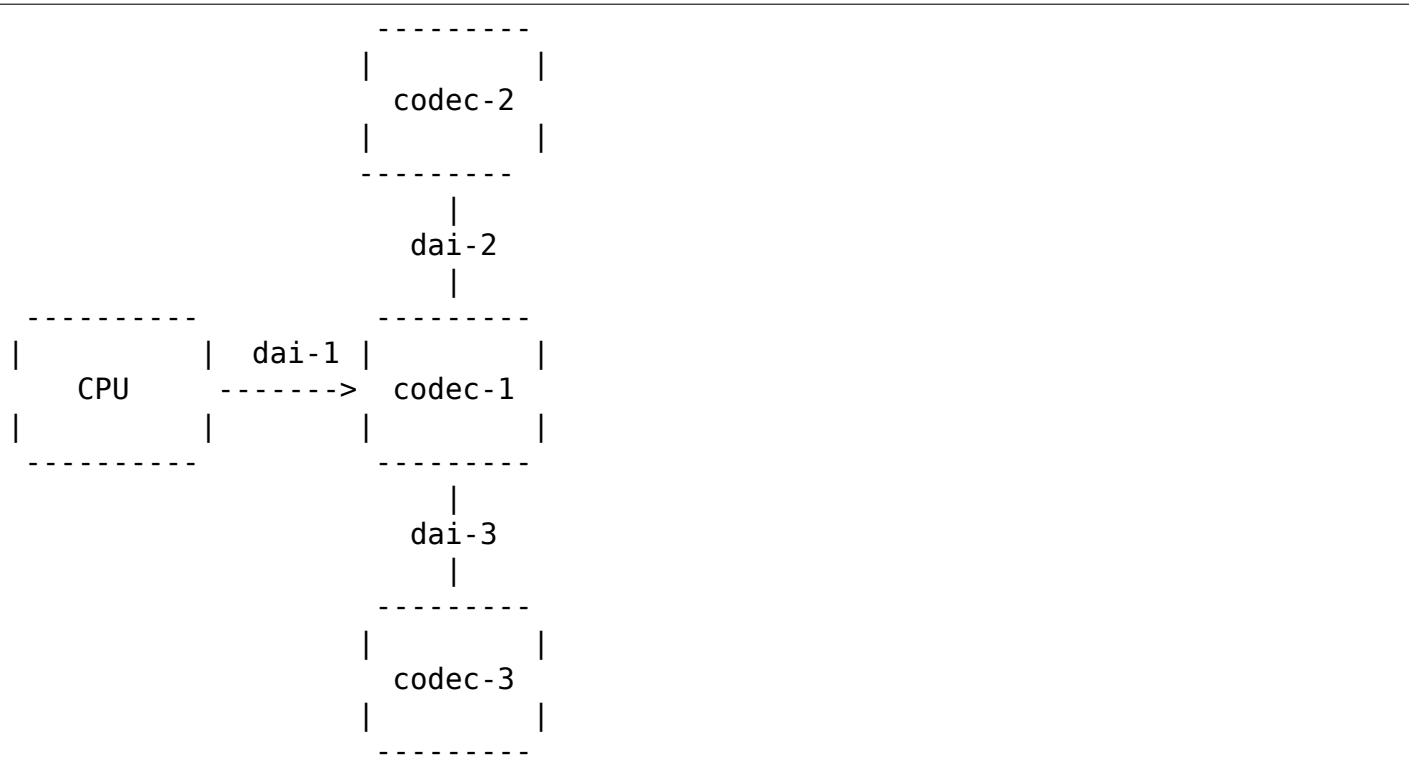 codec-2
dai-2
dai-1
CPU -------> codec-1
dai-3
codec-3